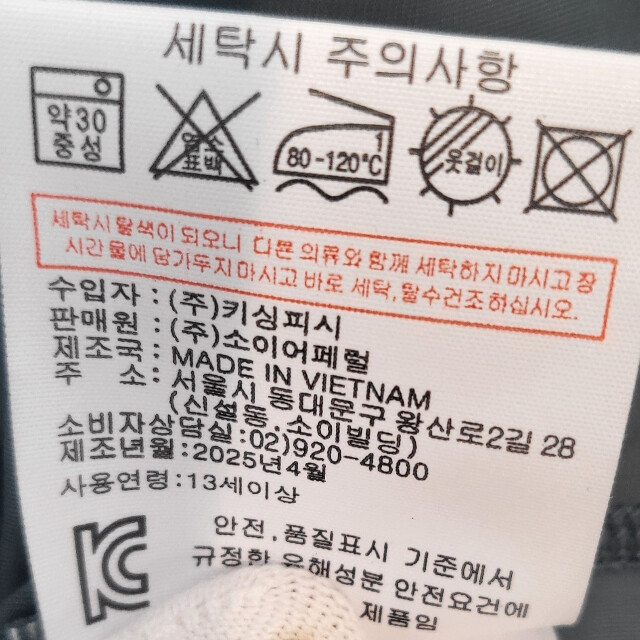 세탁시 주의사항
약30 중성
염소 표백
1
80-120℃
옷걸이
세탁시 탈색이 되오니 다른 의류와 함께 세탁하지 마시고 장
시간 물에 담가두지 마시고 바로 세탁,탈수건조 하십시오.
수입자 : (주)키싱피시
판매원 : (주)소이어패럴
제조국 : MADE IN VIETNAM
주 소 : 서울시 동대문구 왕산로2길 28
(신설동, 소이빌딩)
소비자상담실:02)920-4800
제조년월:2025년4월
사용연령:13세이상
안전,품질표시 기준에서
규정한 유해성분 안전요건에
제품임